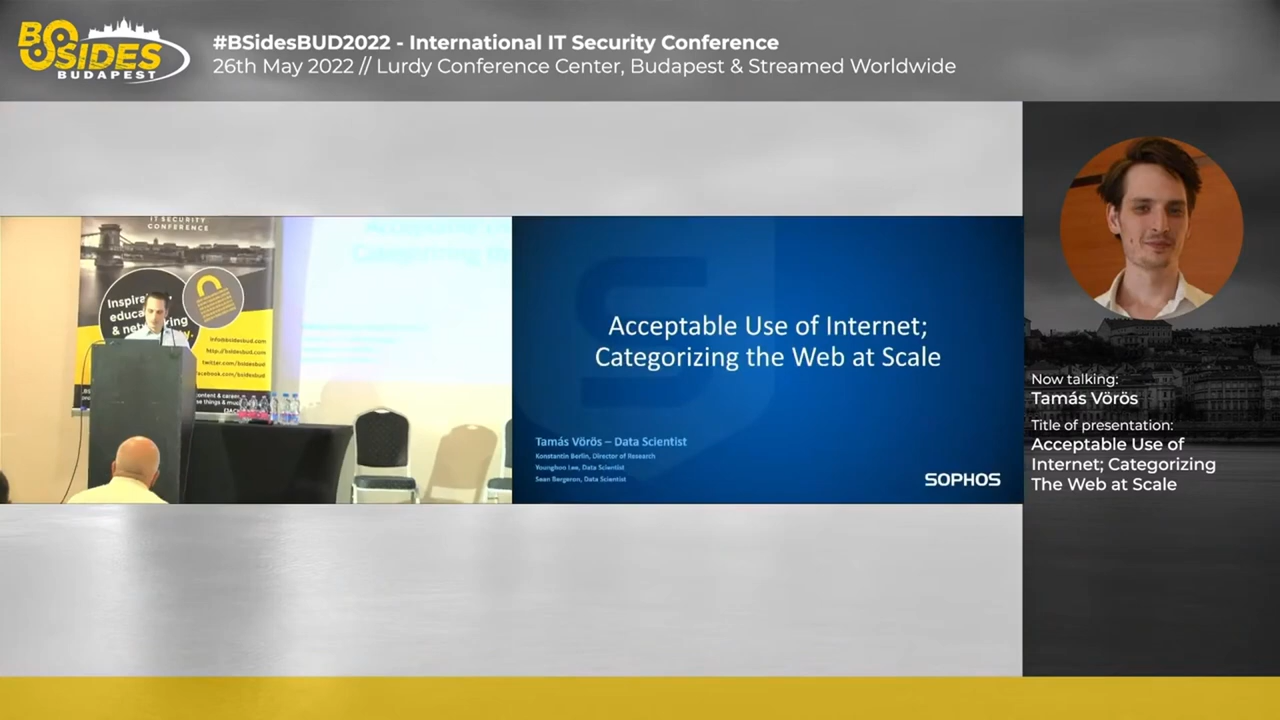 BSIDES
BUDAPEST
#BSidesBUD2022 - International IT Security Conference
26th May 2022 // Lurdy Conference Center, Budapest & Streamed Worldwide
IT SECURITY
CONFERENCE
& net
info@bsidesbud.com
http://bsidesbud.com
twitter.com/bsidesbud
facebook.com/bsidesbud
Acceptable Use of Internet;
Categorizing the Web at Scale
Tamás Vörös – Data Scientist
Konstantin Berlin, Director of Research
Younghoo Lee, Data Scientist
Sean Bergeron, Data Scientist
SOPHOS
Now talking:
Tamás Vörös
Title of presentation:
Acceptable Use of
Internet; Categorizing
The Web at Scale